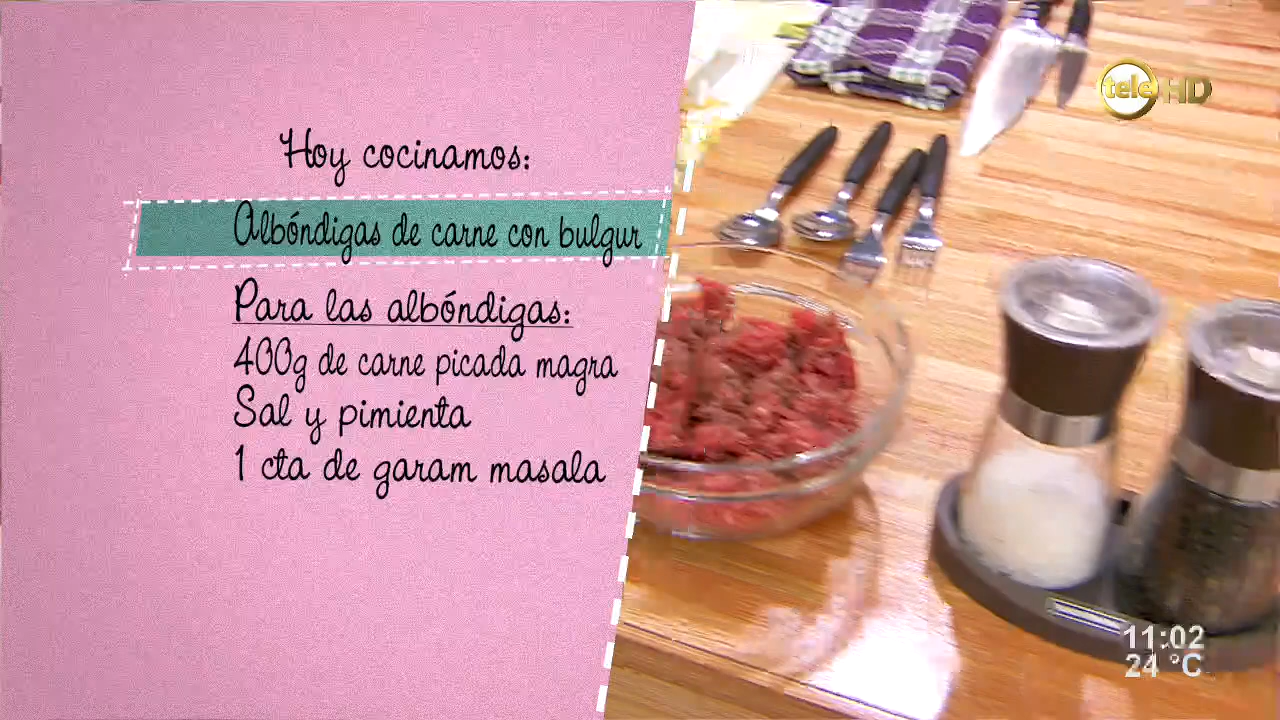 Hoy cocinamos:
Albóndigas de carne con bulgur
Para las albóndigas:
400g de carne picada magra
Sal y pimienta
1 cta de garam masala
tele HD
11:02
24 °C